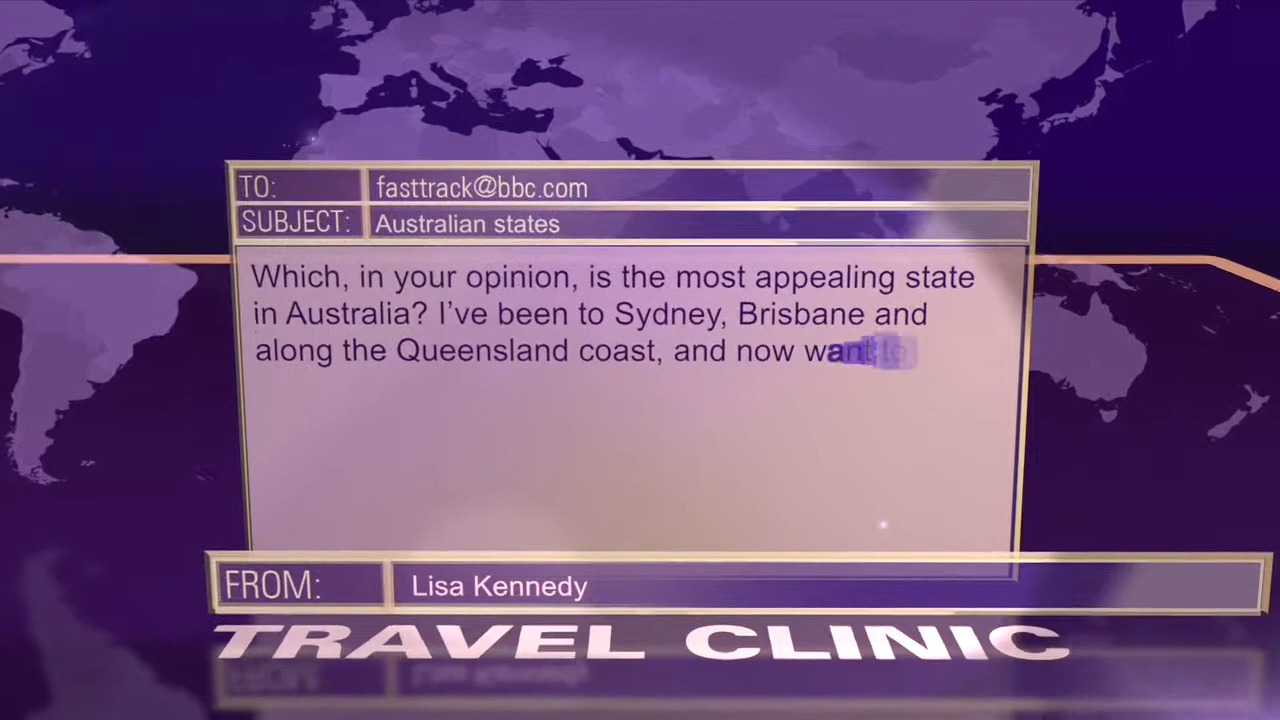 TO: fasttrack@bbc.com
SUBJECT: Australian states
Which, in your opinion, is the most appealing state
in Australia? I've been to Sydney, Brisbane and
along the Queensland coast, and now want to
FROM: Lisa Kennedy
TRAVEL CLINIC